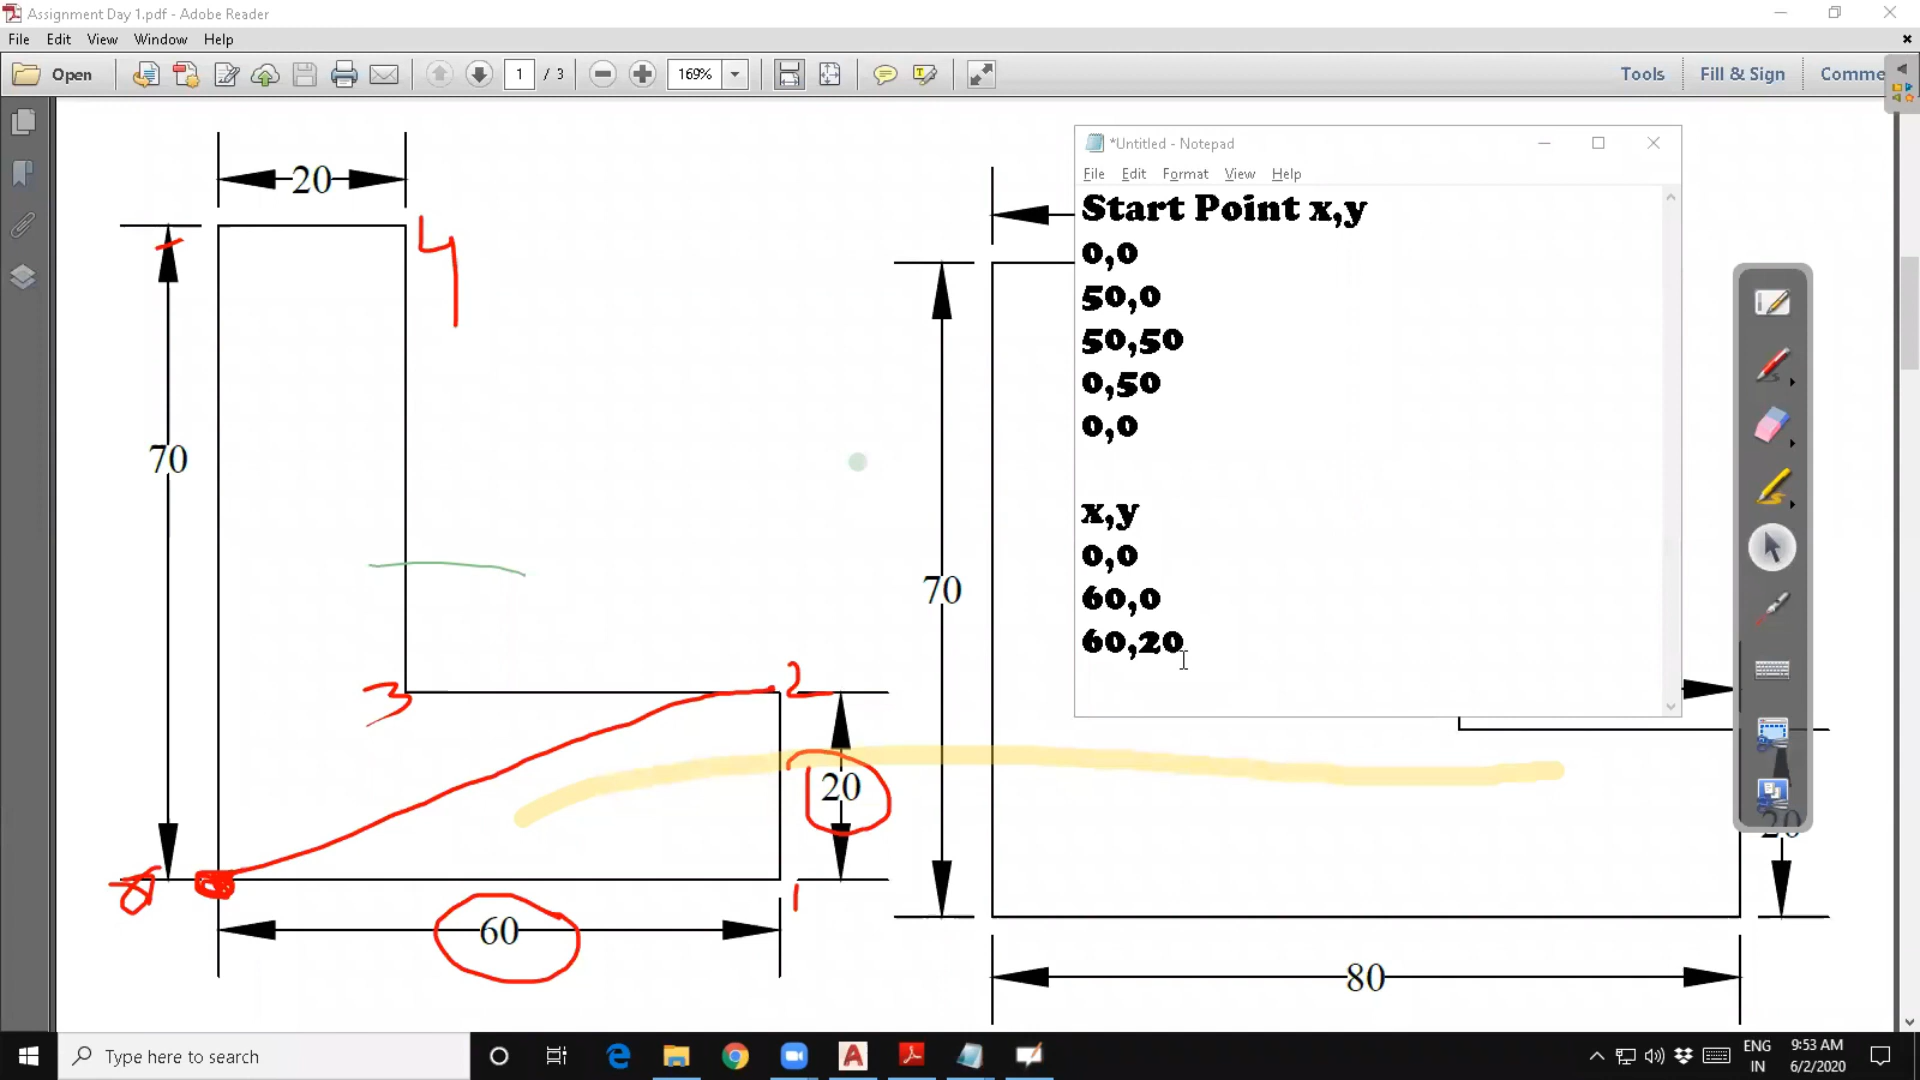 Assignment Day 1.pdf - Adobe Reader
File Edit View Window Help
Open 1 / 3 169% Tools Fill & Sign Comme
20
4
70
3
2
20
1
60
70
80
20
*Untitled - Notepad
File Edit Format View Help
Start Point x,y
0,0
50,0
50,50
0,50
0,0
x,y
0,0
60,0
60,20
Type here to search
ENG
IN
9:53 AM
6/2/2020